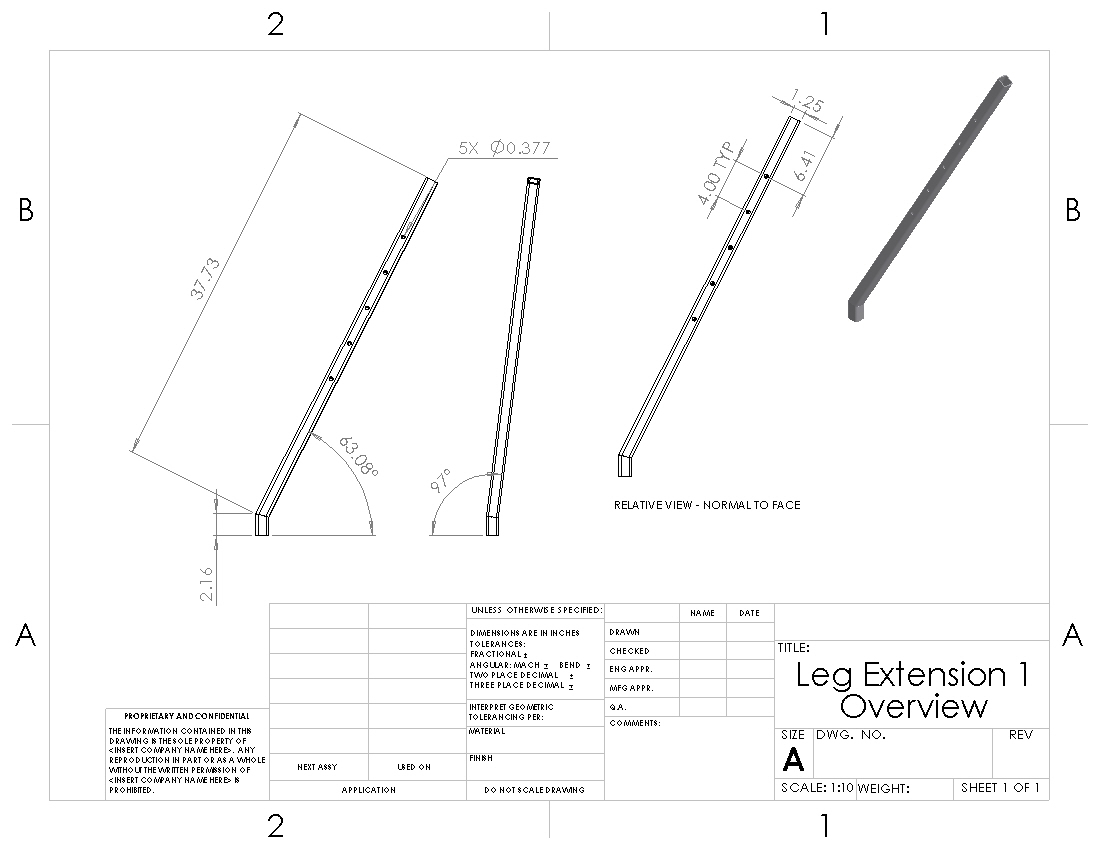 2
1
B
B
1.25
5X Ø0.377
4.00 TYP
6.41
37.73
63.08°
97°
RELATIVE VIEW - NORMAL TO FACE
2.16
A
A
UNLESS OTHERWISE SPECIFIED:
NAME
DATE
DIMENSIONS ARE IN INCHES
TOLERANCES:
FRACTIONAL ±
ANGULAR: MACH ± BEND ±
TWO PLACE DECIMAL ±
THREE PLACE DECIMAL ±
DRAWN
CHECKED
ENG APPR.
MFG APPR.
Q.A.
COMMENTS:
INTERPRET GEOMETRIC
TOLERANCING PER:
MATERIAL
FINISH
DO NOT SCALE DRAWING
NEXT ASSY
USED ON
APPLICATION
PROPRIETARY AND CONFIDENTIAL
THE INFORMATION CONTAINED IN THIS
DRAWING IS THE SOLE PROPERTY OF
<INSERT COMPANY NAME HERE>. ANY
REPRODUCTION IN PART OR AS A WHOLE
WITHOUT THE WRITTEN PERMISSION OF
<INSERT COMPANY NAME HERE> IS
PROHIBITED.
TITLE:
Leg Extension 1
Overview
SIZE
DWG. NO.
REV
A
SCALE: 1:10
WEIGHT:
SHEET 1 OF 1
2
1